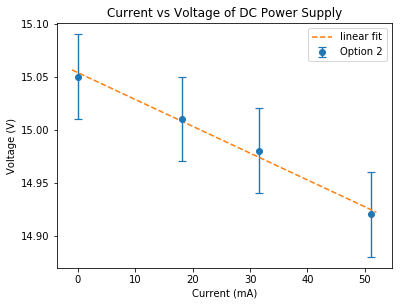 Current vs Voltage of DC Power Supply
linear fit
Option 2
Voltage (V)
15.10
15.05
15.00
14.95
14.90
0
10
20
30
40
50
Current (mA)